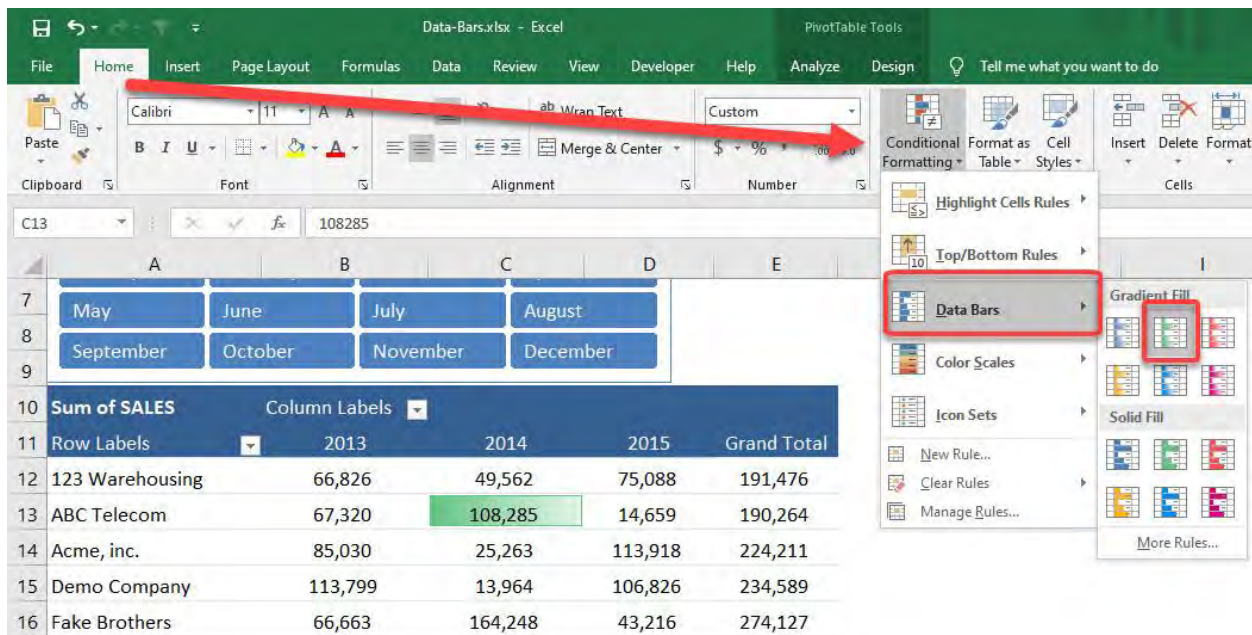 Data-Bars.xlsx - Excel
PivotTable Tools
File Home Insert Page Layout Formulas Data Review View Developer Help Analyze Design Tell me what you want to do
Paste
Calibri 11 A A
B I U A
ab Wrap Text
Merge & Center
Custom
$ % ,
Conditional Formatting
Format as Table
Cell Styles
Insert Delete Format
Clipboard Font Alignment Number Cells
C13 fx 108285
A B C D E I
7 May June July August
8 September October November December
9
10 Sum of SALES Column Labels
11 Row Labels 2013 2014 2015 Grand Total
12 123 Warehousing 66,826 49,562 75,088 191,476
13 ABC Telecom 67,320 108,285 14,659 190,264
14 Acme, inc. 85,030 25,263 113,918 224,211
15 Demo Company 113,799 13,964 106,826 234,589
16 Fake Brothers 66,663 164,248 43,216 274,127
Highlight Cells Rules
Top/Bottom Rules
10
Data Bars
Color Scales
Icon Sets
New Rule...
Clear Rules
Manage Rules...
Gradient Fill
Solid Fill
More Rules...